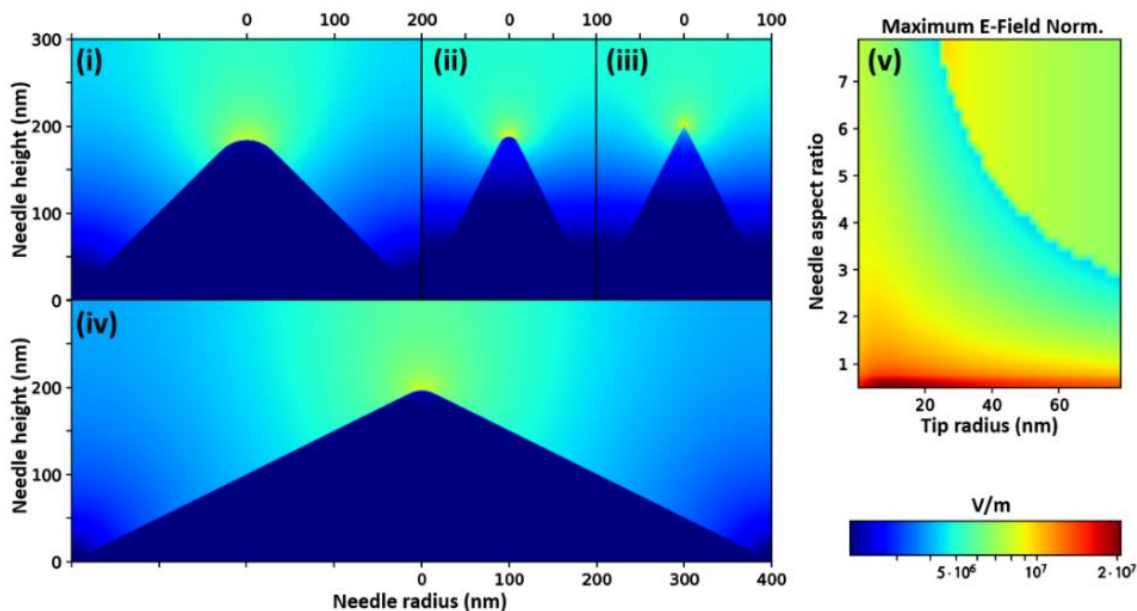 0 200 0 0 100
300
(i) (ii) (iii)
Needle height (nm)
200
100
0
(iv)
Needle height (nm)
200
100
0
0 100 200 300 400
Needle radius (nm)
Maximum E-Field Norm.
(v)
Needle aspect ratio
7
6
5
4
3
2
1
20 40 60
Tip radius (nm)
V/m
5·10⁶ 10⁷ 2·10⁷